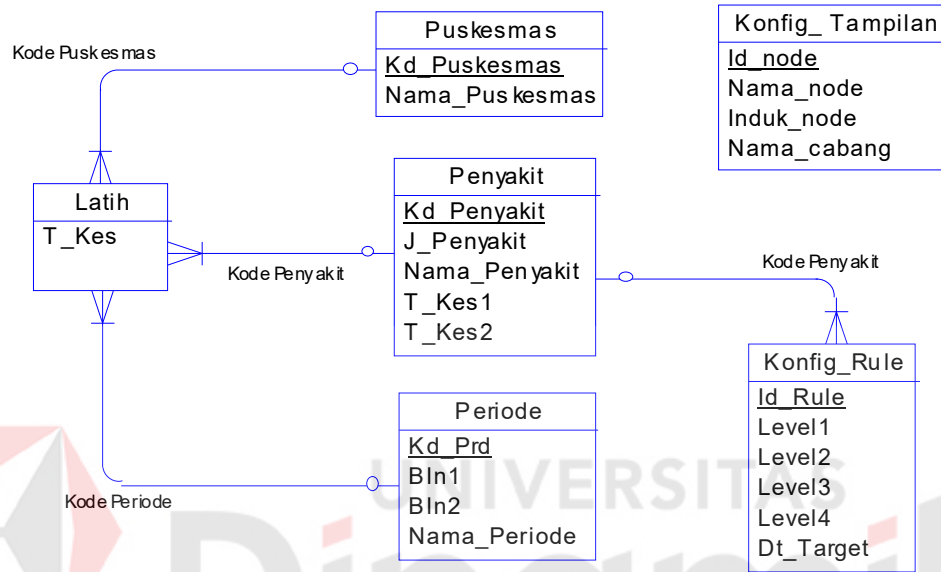 Kode Puskesmas
Puskesmas
Kd_Puskesmas
Nama_Puskesmas
Konfig_ Tampilan
Id_node
Nama_node
Induk_node
Nama_cabang
Latih
T_Kes
Kode Penyakit
Penyakit
Kd_Penyakit
J_Penyakit
Nama_Penyakit
T_Kes1
T_Kes2
Kode Penyakit
Konfig_Rule
Id_Rule
Level1
Level2
Level3
Level4
Dt_Target
Kode Periode
Periode
Kd_Prd
Bln1
Bln2
Nama_Periode
UNIVERSITAS